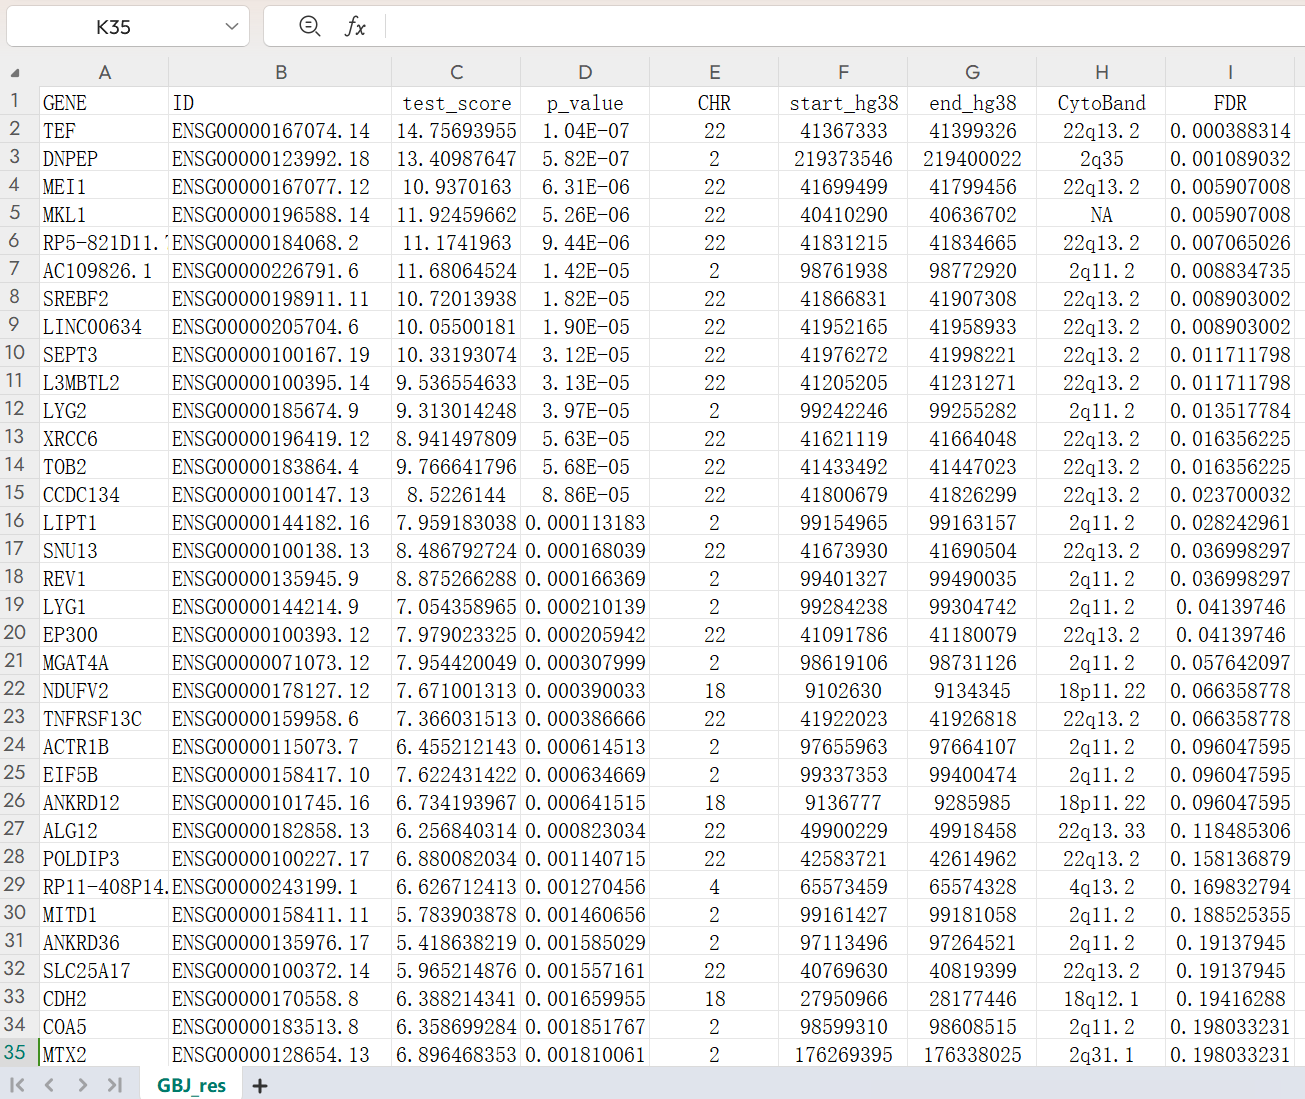 K35
fx
A B C D E F G H I
1 GENE ID test_score p_value CHR start_hg38 end_hg38 CytoBand FDR
2 TEF ENSG00000167074.14 14.75693955 1.04E-07 22 41367333 41399326 22q13.2 0.000388314
3 DNPEP ENSG00000123992.18 13.40987647 5.82E-07 2 219373546 219400022 2q35 0.001089032
4 MEI1 ENSG00000167077.12 10.9370163 6.31E-06 22 41699499 41799456 22q13.2 0.005907008
5 MKL1 ENSG00000196588.14 11.92459662 5.26E-06 22 40410290 40636702 NA 0.005907008
6 RP5-821D11. ENSG00000184068.2 11.1741963 9.44E-06 22 41831215 41834665 22q13.2 0.007065026
7 AC109826.1 ENSG00000226791.6 11.68064524 1.42E-05 2 98761938 98772920 2q11.2 0.008834735
8 SREBF2 ENSG00000198911.11 10.72013938 1.82E-05 22 41866831 41907308 22q13.2 0.008903002
9 LINC00634 ENSG00000205704.6 10.05500181 1.90E-05 22 41952165 41958933 22q13.2 0.008903002
10 SEPT3 ENSG00000100167.19 10.33193074 3.12E-05 22 41976272 41998221 22q13.2 0.011711798
11 L3MBTL2 ENSG00000100395.14 9.536554633 3.13E-05 22 41205205 41231271 22q13.2 0.011711798
12 LYG2 ENSG00000185674.9 9.313014248 3.97E-05 2 99242246 99255282 2q11.2 0.013517784
13 XRCC6 ENSG00000196419.12 8.941497809 5.63E-05 22 41621119 41664048 22q13.2 0.016356225
14 TOB2 ENSG00000183864.4 9.766641796 5.68E-05 22 41433492 41447023 22q13.2 0.016356225
15 CCDC134 ENSG00000100147.13 8.5226144 8.86E-05 22 41800679 41826299 22q13.2 0.023700032
16 LIPT1 ENSG00000144182.16 7.959183038 0.000113183 2 99154965 99163157 2q11.2 0.028242961
17 SNU13 ENSG00000100138.13 8.486792724 0.000168039 22 41673930 41690504 22q13.2 0.036998297
18 REV1 ENSG00000135945.9 8.875266288 0.000166369 2 99401327 99490035 2q11.2 0.036998297
19 LYG1 ENSG00000144214.9 7.054358965 0.000210139 2 99284238 99304742 2q11.2 0.04139746
20 EP300 ENSG00000100393.12 7.979023325 0.000205942 22 41091786 41180079 22q13.2 0.04139746
21 MGAT4A ENSG00000071073.12 7.954420049 0.000307999 2 98619106 98731126 2q11.2 0.057642097
22 NDUFV2 ENSG00000178127.12 7.671001313 0.000390033 18 9102630 9134345 18p11.22 0.066358778
23 TNFRSF13C ENSG00000159958.6 7.366031513 0.000386666 22 41922023 41926818 22q13.2 0.066358778
24 ACTR1B ENSG00000115073.7 6.455212143 0.000614513 2 97655963 97664107 2q11.2 0.096047595
25 EIF5B ENSG00000158417.10 7.622431422 0.000634669 2 99337353 99400474 2q11.2 0.096047595
26 ANKRD12 ENSG00000101745.16 6.734193967 0.000641515 18 9136777 9285985 18p11.22 0.096047595
27 ALG12 ENSG00000182858.13 6.256840314 0.000823034 22 49900229 49918458 22q13.33 0.118485306
28 POLDIP3 ENSG00000100227.17 6.880082034 0.001140715 22 42583721 42614962 22q13.2 0.158136879
29 RP11-408P14. ENSG00000243199.1 6.626712413 0.001270456 4 65573459 65574328 4q13.2 0.169832794
30 MITD1 ENSG00000158411.11 5.783903878 0.001460656 2 99161427 99181058 2q11.2 0.188525355
31 ANKRD36 ENSG00000135976.17 5.418638219 0.001585029 2 97113496 97264521 2q11.2 0.19137945
32 SLC25A17 ENSG00000100372.14 5.965214876 0.001557161 22 40769630 40819399 22q13.2 0.19137945
33 CDH2 ENSG00000170558.8 6.388214341 0.001659955 18 27950966 28177446 18q12.1 0.19416288
34 COA5 ENSG00000183513.8 6.358699284 0.001851767 2 98599310 98608515 2q11.2 0.198033231
35 MTX2 ENSG00000128654.13 6.896468353 0.001810061 2 176269395 176338025 2q31.1 0.198033231
GBJ_res